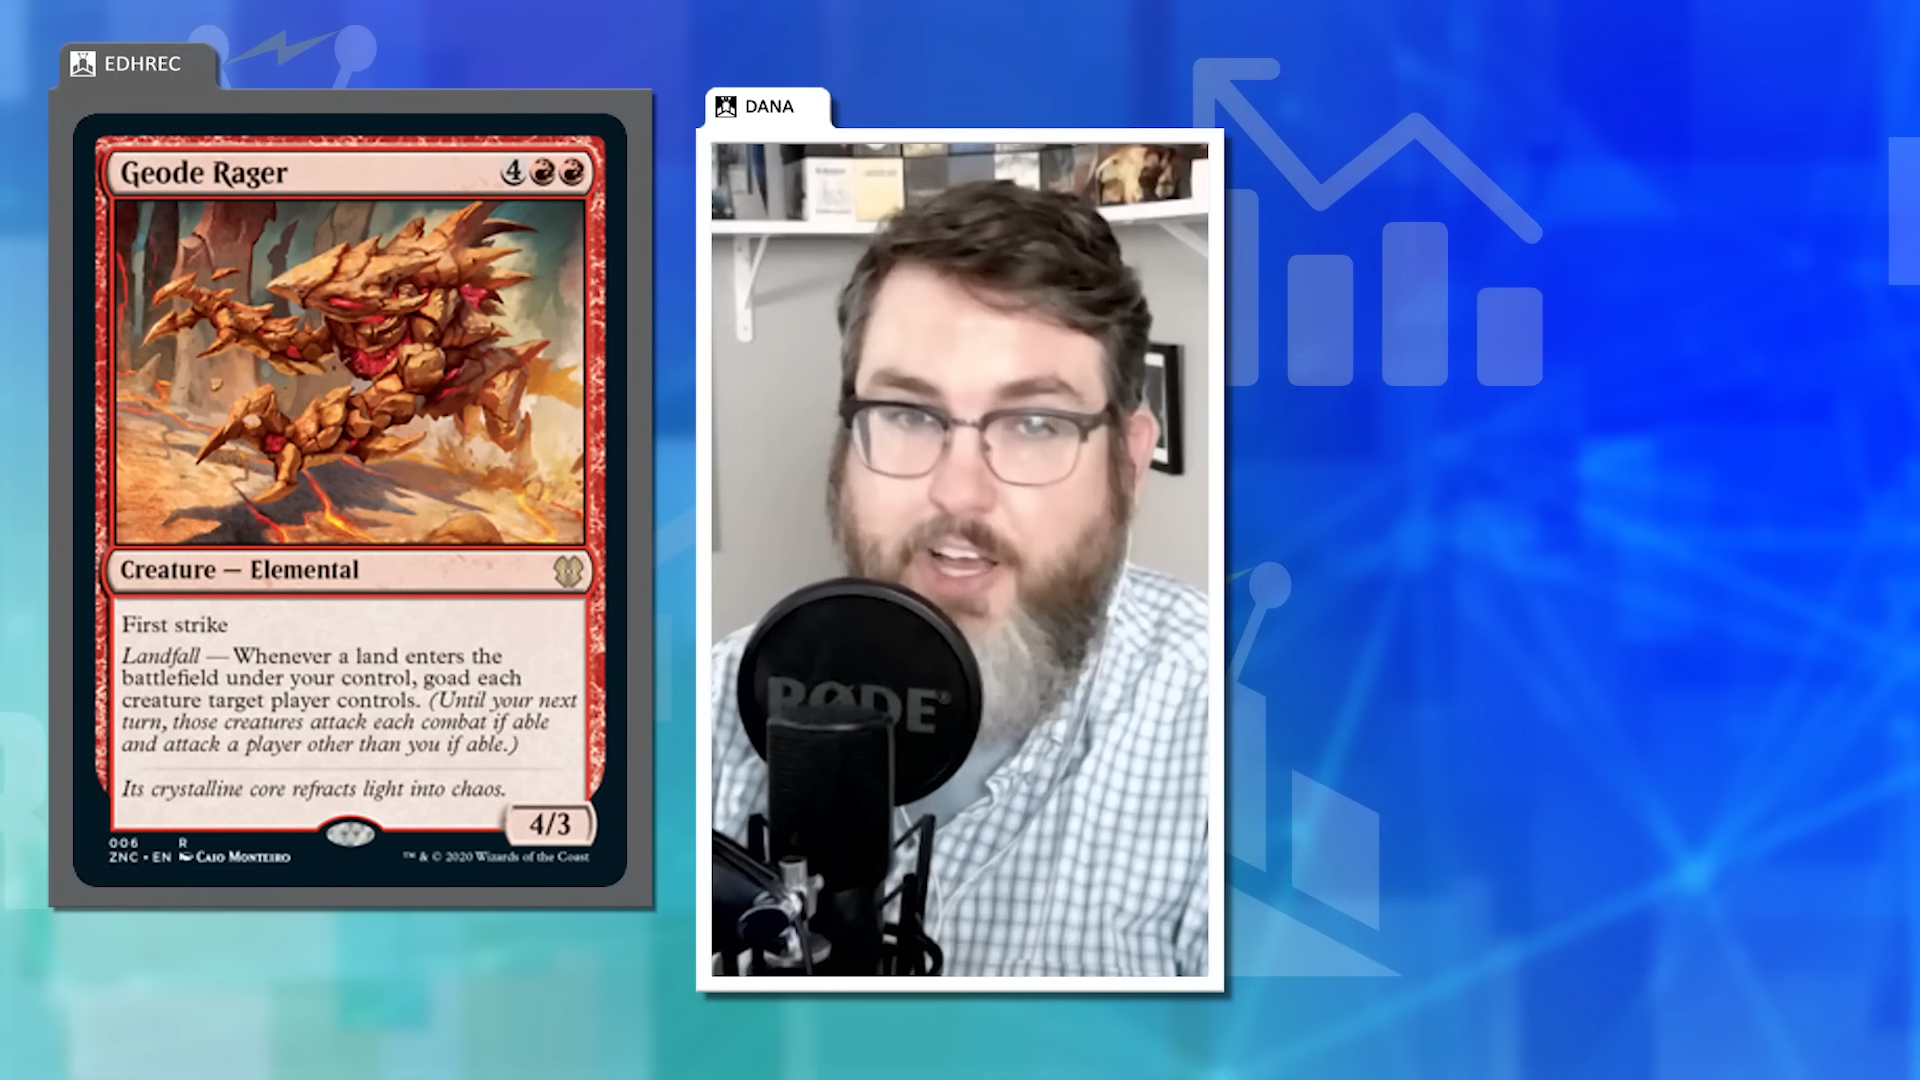 EDHREC
Geode Rager
4
Creature — Elemental
First strike
Landfall — Whenever a land enters the
battlefield under your control, goad each
creature target player controls. (Until your next
turn, those creatures attack each combat if able
and attack a player other than you if able.)
Its crystalline core refracts light into chaos.
4/3
006 R
ZNC • EN CAIO MONTEIRO
™ & © 2020 Wizards of the Coast
DANA
RØDE®